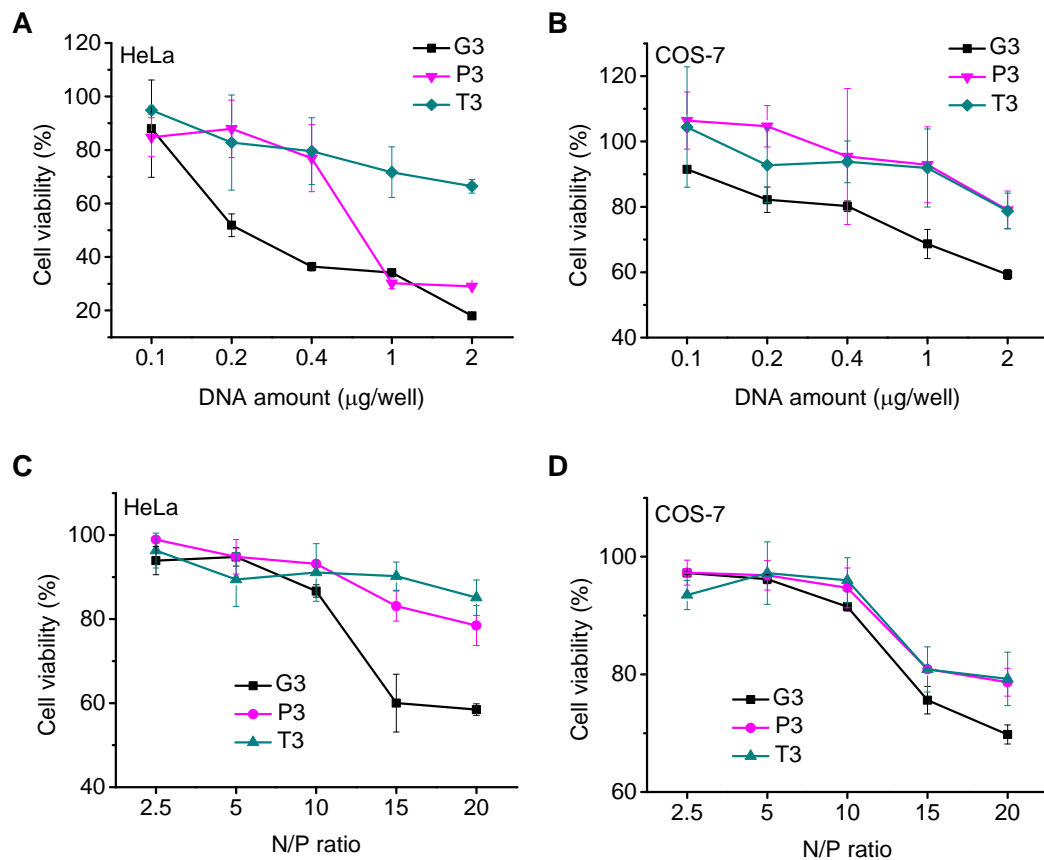 A
HeLa
G3
P3
T3
120
100
80
60
40
20
Cell viability (%)
0.1 0.2 0.4 1 2
DNA amount (μg/well)
B
COS-7
G3
P3
T3
120
100
80
60
40
Cell viability (%)
0.1 0.2 0.4 1 2
DNA amount (μg/well)
C
HeLa
100
80
60
40
Cell viability (%)
G3
P3
T3
2.5 5 10 15 20
N/P ratio
D
COS-7
100
80
60
Cell viability (%)
G3
P3
T3
2.5 5 10 15 20
N/P ratio